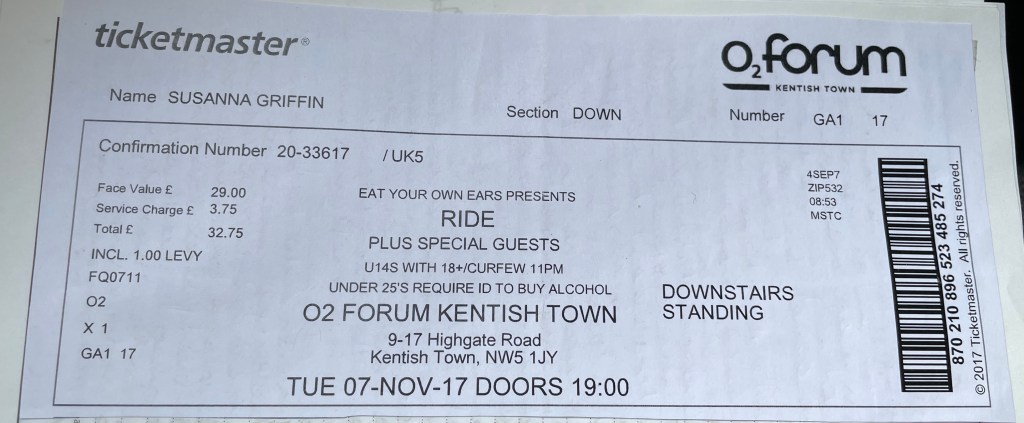 ticketmaster®
O2 forum
KENTISH TOWN
Name SUSANNA GRIFFIN
Section DOWN
Number GA1 17
Confirmation Number 20-33617 / UK5
Face Value £ 29.00
Service Charge £ 3.75
Total £ 32.75
INCL. 1.00 LEVY
FQ0711
O2
X 1
GA1 17
EAT YOUR OWN EARS PRESENTS
RIDE
PLUS SPECIAL GUESTS
U14S WITH 18+/CURFEW 11PM
UNDER 25'S REQUIRE ID TO BUY ALCOHOL
O2 FORUM KENTISH TOWN
9-17 Highgate Road
Kentish Town, NW5 1JY
TUE 07-NOV-17 DOORS 19:00
DOWNSTAIRS
STANDING
4SEP7
ZIP532
08:53
MSTC
870 210 896 523 485 274
© 2017 Ticketmaster. All rights reserved.